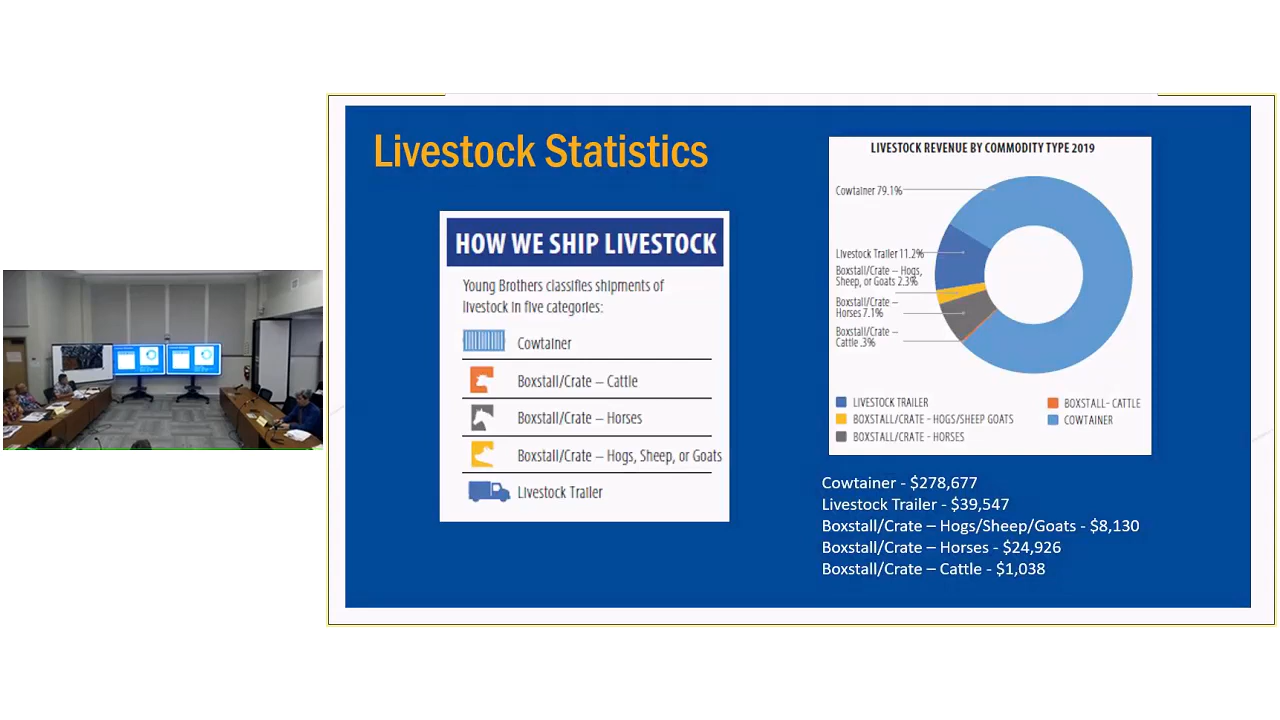 Livestock Statistics
HOW WE SHIP LIVESTOCK
Young Brothers classifies shipments of
livestock in five categories:
Cowtainer
Boxstall/Crate – Cattle
Boxstall/Crate – Horses
Boxstall/Crate – Hogs, Sheep, or Goats
Livestock Trailer
LIVESTOCK REVENUE BY COMMODITY TYPE 2019
Cowtainer 79.1%
Livestock Trailer 11.2%
Boxstall/Crate – Hogs,
Sheep, or Goats 2.3%
Boxstall/Crate –
Horses 7.1%
Boxstall/Crate –
Cattle .3%
LIVESTOCK TRAILER
BOXSTALL/CRATE - HOGS/SHEEP GOATS
BOXSTALL/CRATE - HORSES
BOXSTALL- CATTLE
COWTAINER
Cowtainer - $278,677
Livestock Trailer - $39,547
Boxstall/Crate – Hogs/Sheep/Goats - $8,130
Boxstall/Crate – Horses - $24,926
Boxstall/Crate – Cattle - $1,038